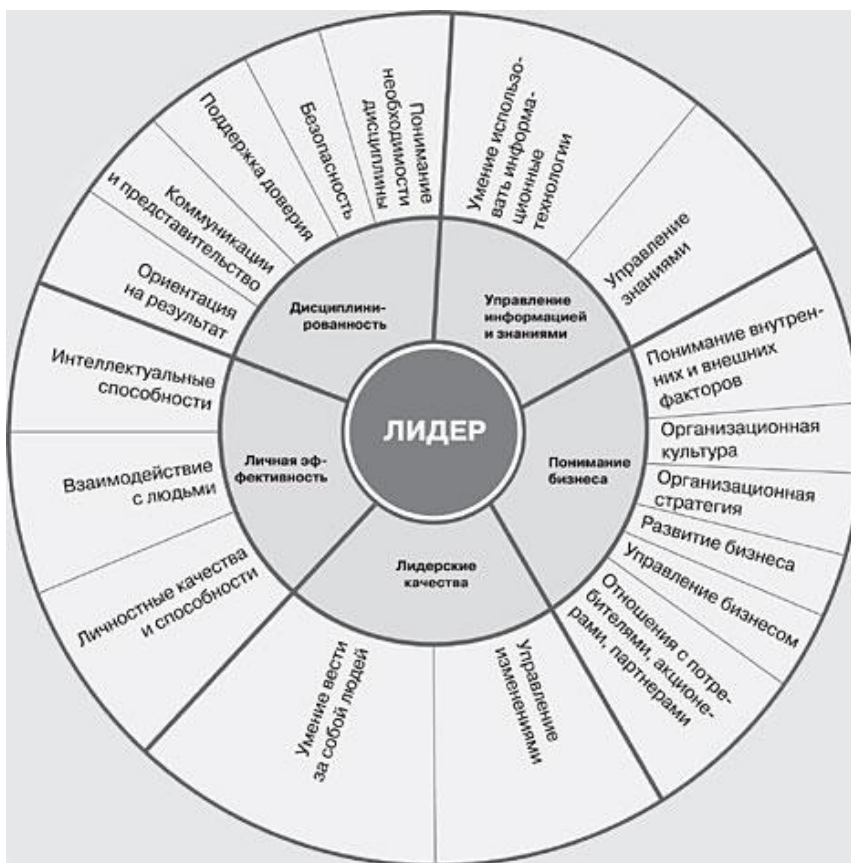 ЛИДЕР
Дисциплини-
рованность
Управление
информацией
и знаниями
Понимание
бизнеса
Лидерские
качества
Личная эф-
фективность
Понимание
необходимости
дисциплины
Безопасность
Поддержка доверия
Коммуникации
и представительство
Ориентация
на результат
Умение использо-
вать информа-
ционные
технологии
Управление
знаниями
Понимание внутрен-
них и внешних
факторов
Организационная
культура
Организационная
стратегия
Развитие бизнеса
Управление бизнесом
Отношения с потре-
бителями, акционе-
рами, партнерами
Управление
изменениями
Умение вести
за собой людей
Личностные качества
и способности
Взаимодействие
с людьми
Интеллектуальные
способности